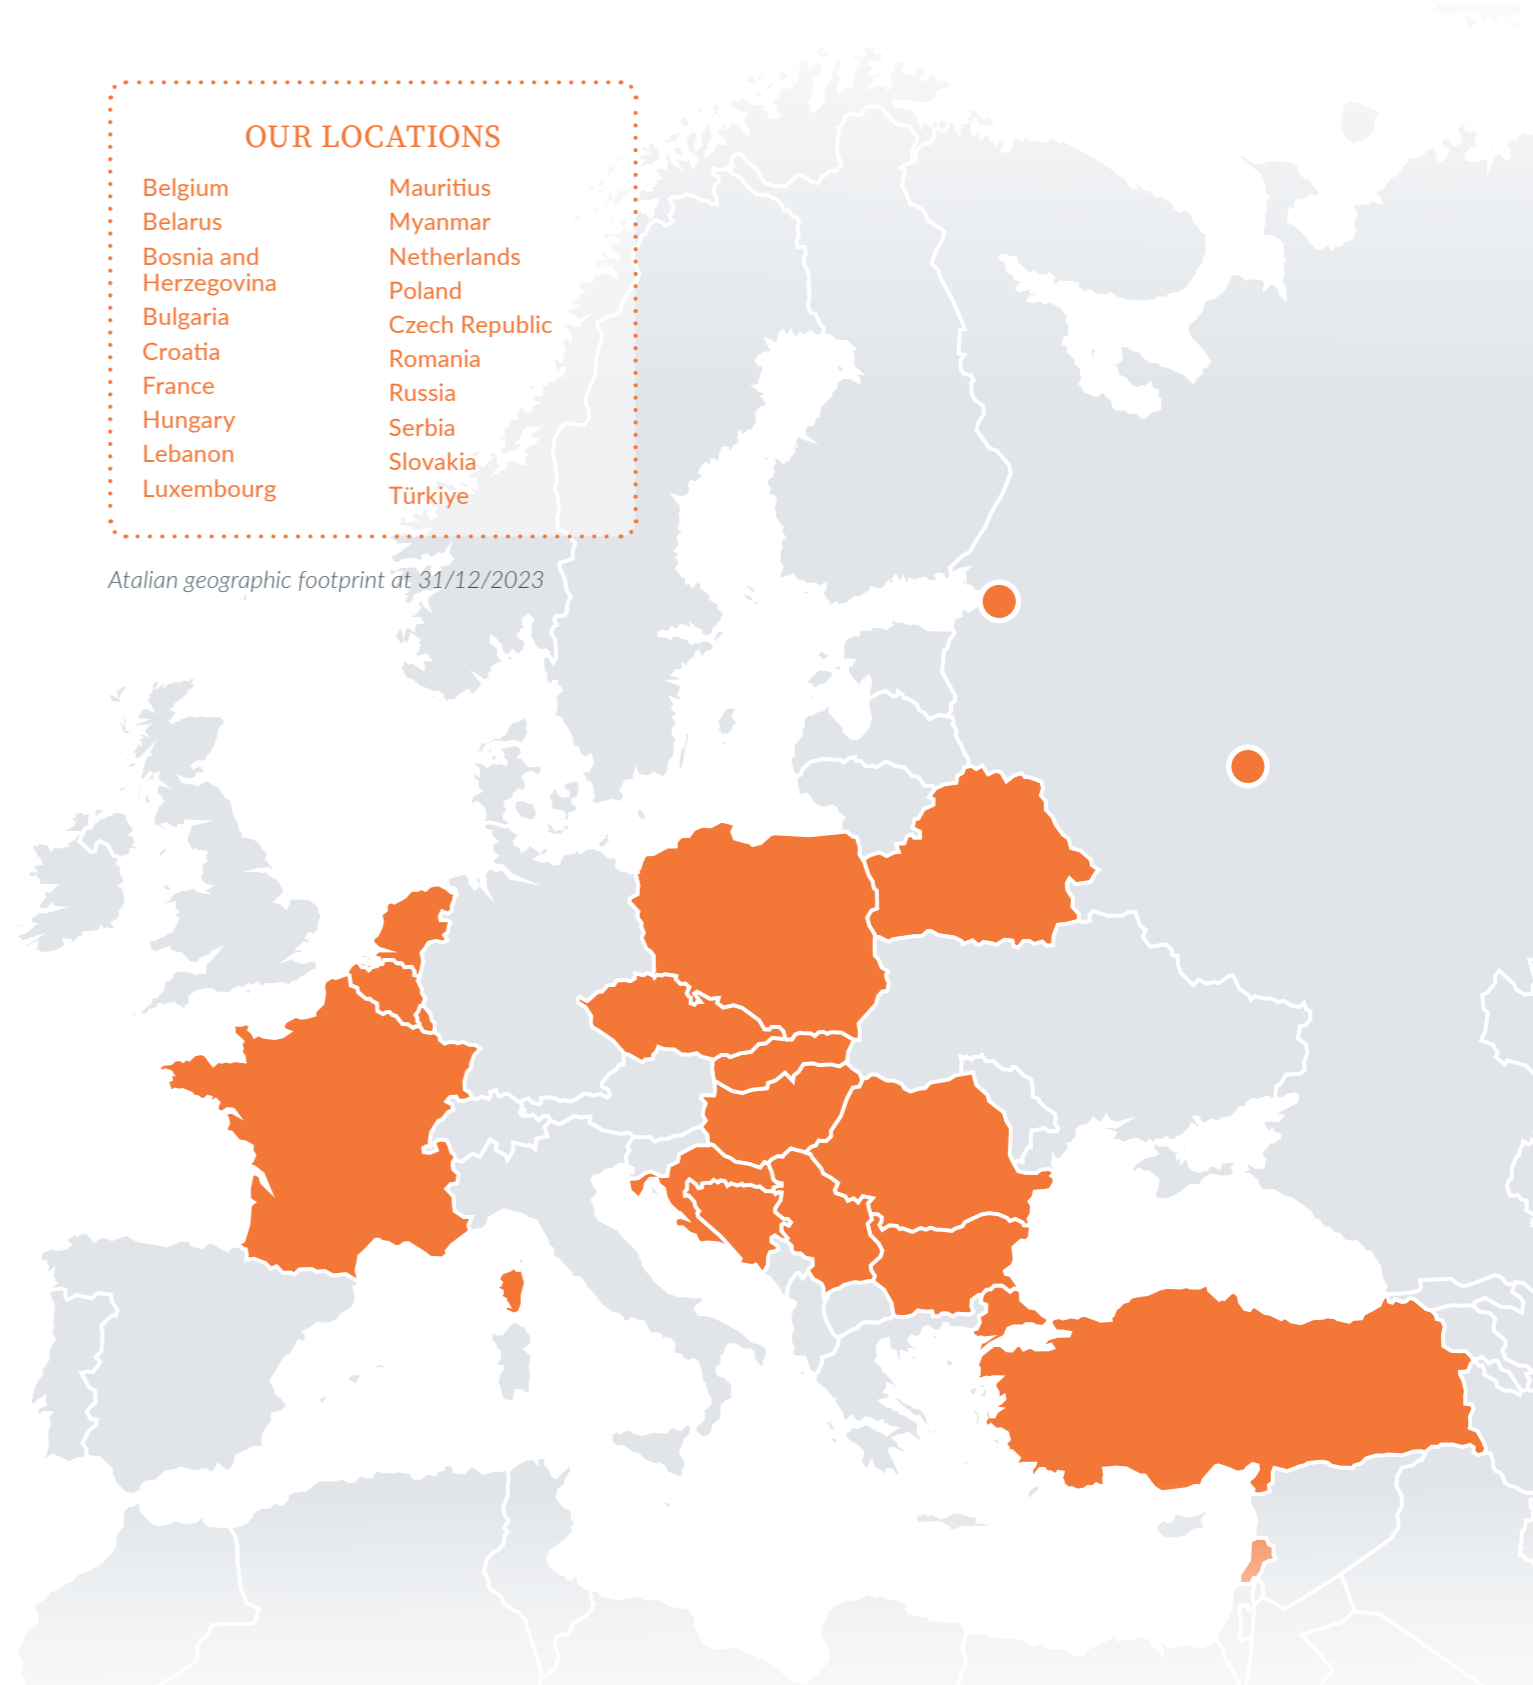 OUR LOCATIONS
Belgium
Belarus
Bosnia and
Herzegovina
Bulgaria
Croatia
France
Hungary
Lebanon
Luxembourg
Mauritius
Myanmar
Netherlands
Poland
Czech Republic
Romania
Russia
Serbia
Slovakia
Türkiye
Atalian geographic footprint at 31/12/2023